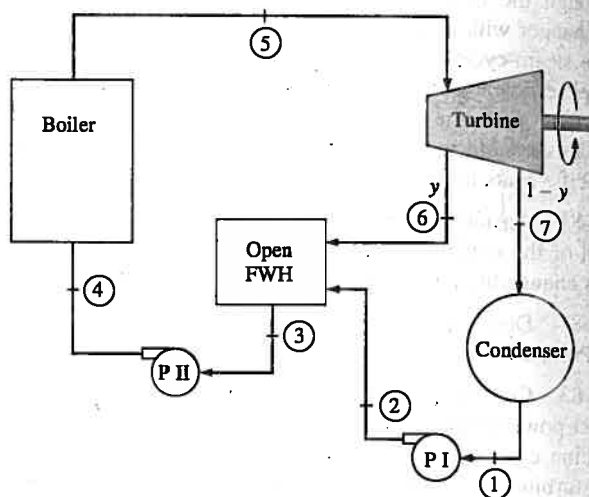 5
Boiler
Turbine
y
1 – y
6
7
Open
FWH
4
3
Condenser
P II
2
P I
1